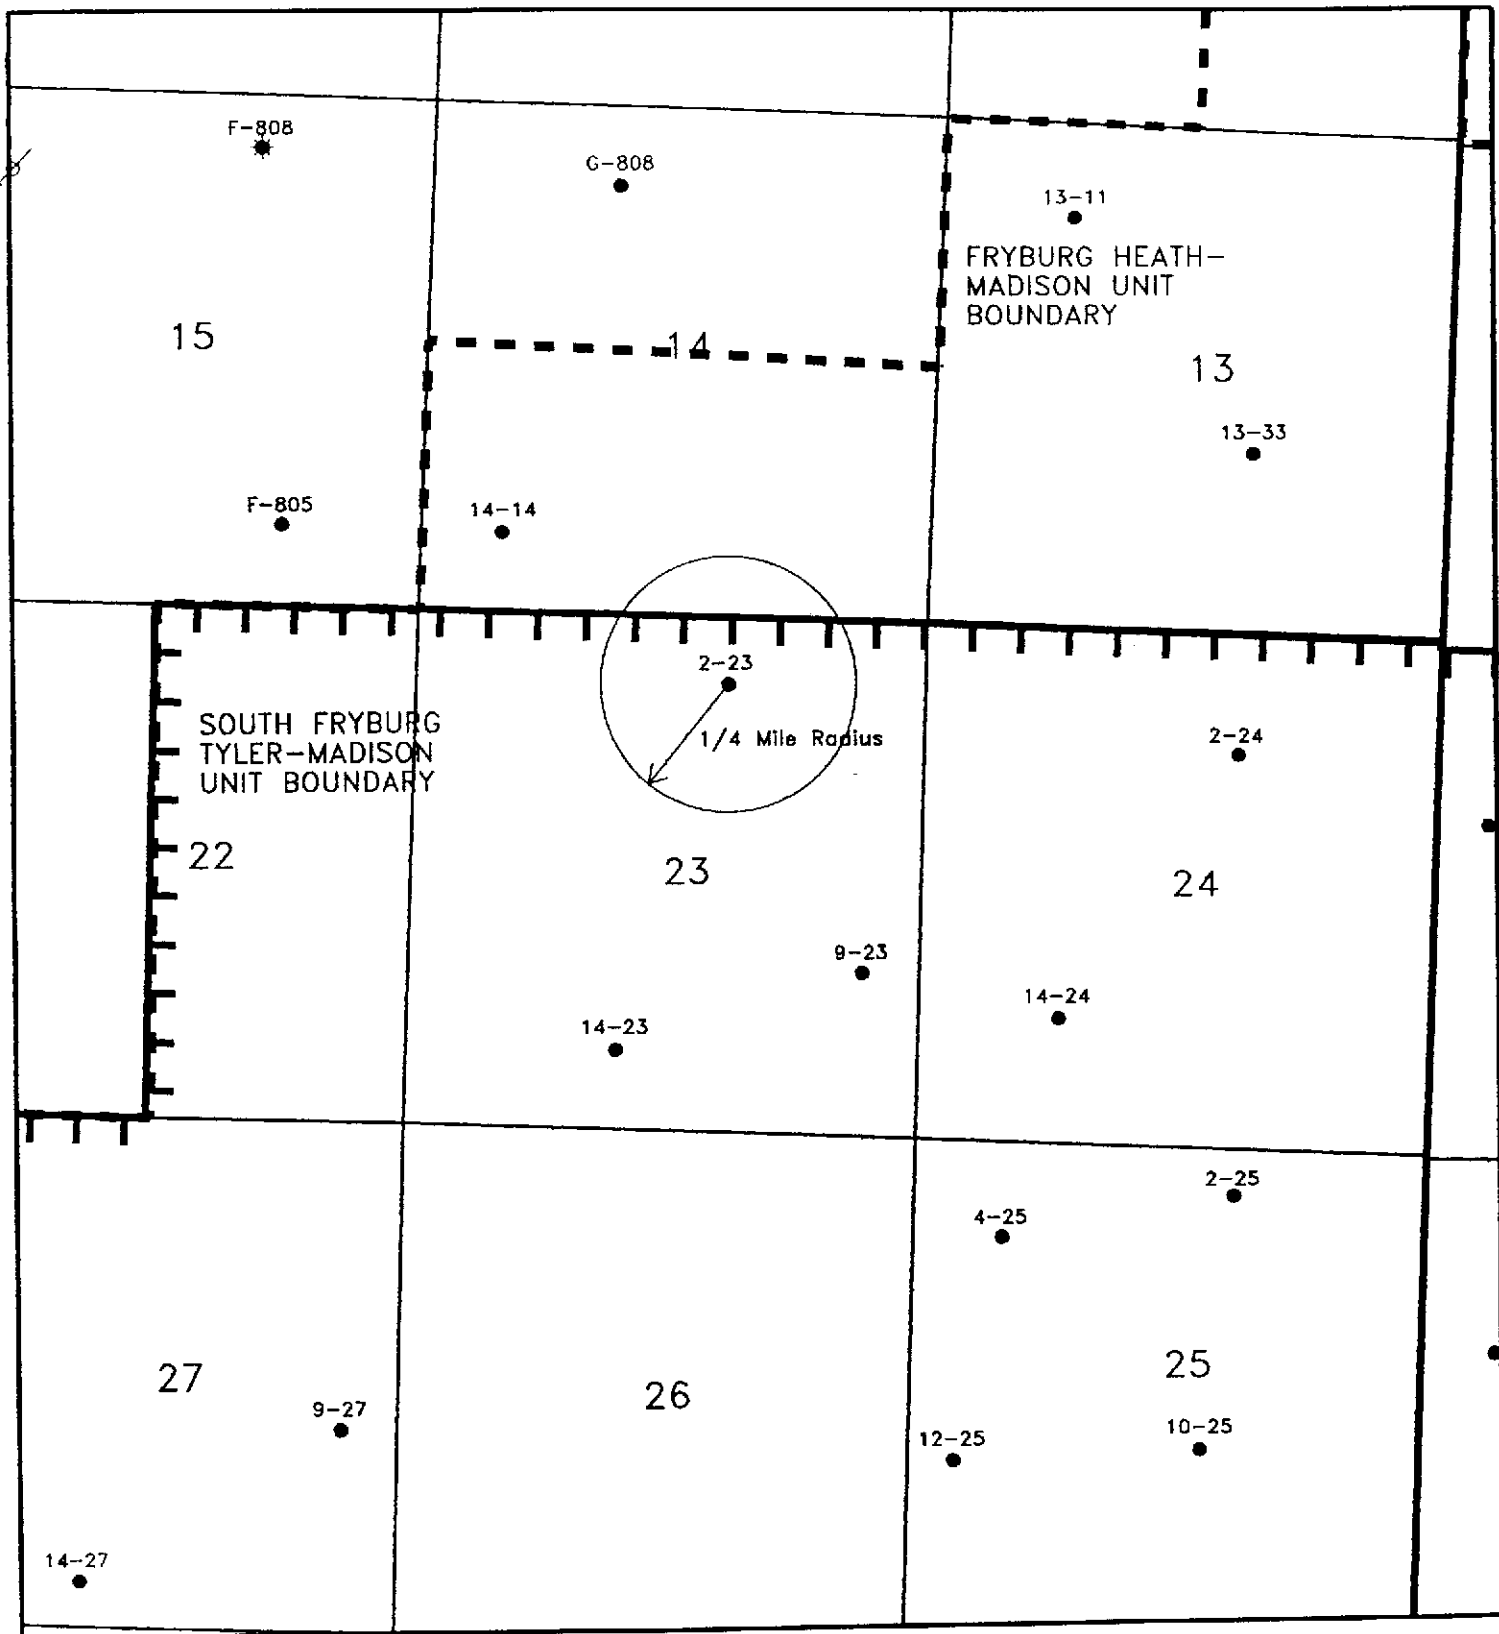 F-808
G-808
13-11
FRYBURG HEATH-
MADISON UNIT
BOUNDARY
15
14
13
13-33
F-805
14-14
2-23
1/4 Mile Radius
SOUTH FRYBURG
TYLER-MADISON
UNIT BOUNDARY
2-24
22
23
24
9-23
14-24
14-23
2-25
4-25
27
26
25
9-27
12-25
10-25
14-27